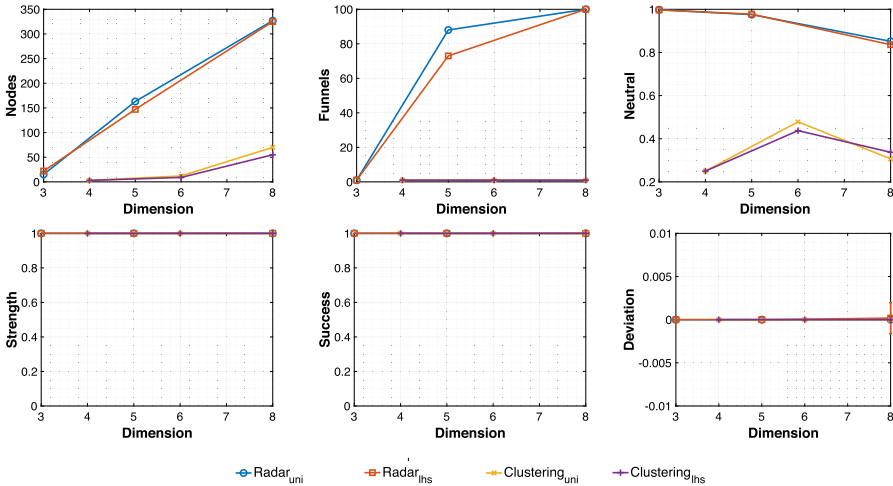 350
300
250
200
150
100
50
0
Nodes
3 4 5 6 7 8
Dimension
100
80
60
40
20
0
Funnels
3 4 5 6 7 8
Dimension
1
0.8
0.6
0.4
0.2
Neutral
3 4 5 6 7 8
Dimension
1
0.8
0.6
0.4
0.2
0
Strength
3 4 5 6 7 8
Dimension
1
0.8
0.6
0.4
0.2
0
Success
3 4 5 6 7 8
Dimension
0.01
0.005
0
-0.005
-0.01
Deviation
3 4 5 6 7 8
Dimension
Radar_uni Radar_lhs Clustering_uni Clustering_lhs